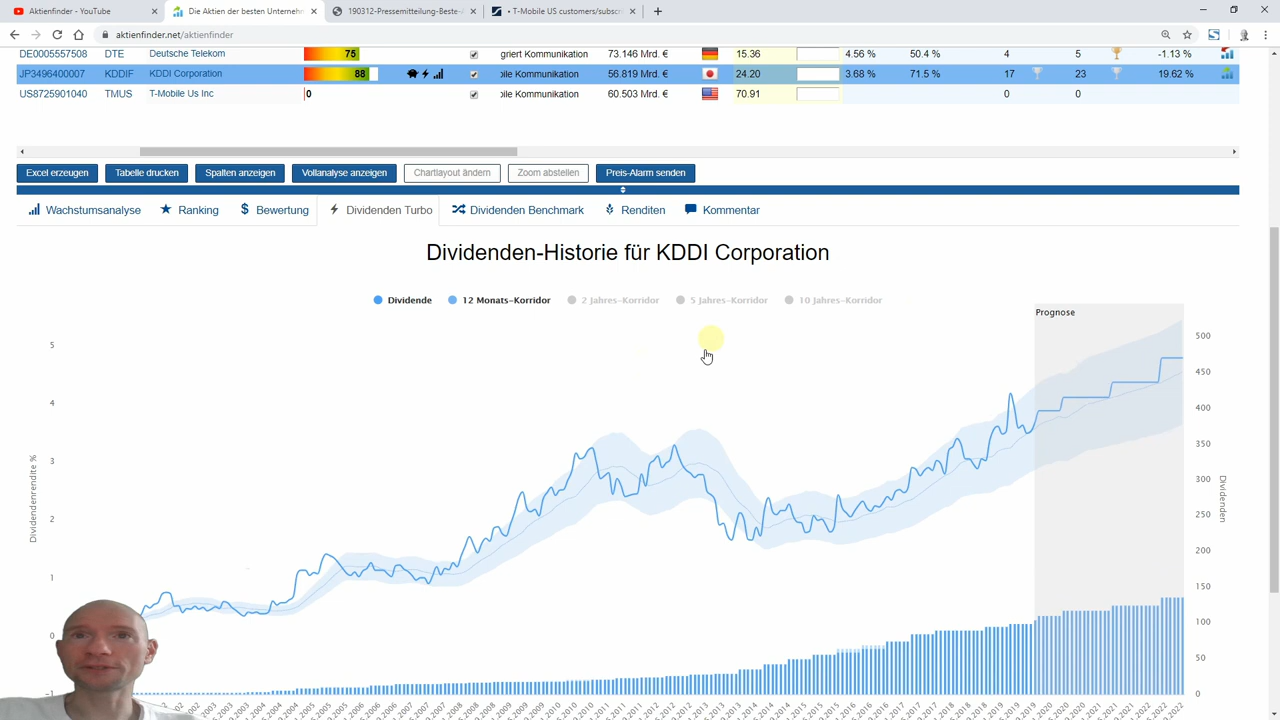 Aktienfinder - YouTube
Die Aktien der besten Unternehm
190312-Pressemitteilung-Beste-A
• T-Mobile US customers/subscri
aktienfinder.net/aktienfinder
DE0005557508 DTE Deutsche Telekom 75 griert Kommunikation 73.146 Mrd. € 15.36 4.56 % 50.4 % 4 5 -1.13 %
JP3496400007 KDDIF KDDI Corporation 88 ile Kommunikation 56.819 Mrd. € 24.20 3.68 % 71.5 % 17 23 19.62 %
US8725901040 TMUS T-Mobile Us Inc 0 ile Kommunikation 60.503 Mrd. € 70.91 0 0
Excel erzeugen Tabelle drucken Spalten anzeigen Vollanalyse anzeigen Chartlayout ändern Zoom abstellen Preis-Alarm senden
Wachstumsanalyse Ranking Bewertung Dividenden Turbo Dividenden Benchmark Renditen Kommentar
Dividenden-Historie für KDDI Corporation
Dividende 12 Monats-Korridor 2 Jahres-Korridor 5 Jahres-Korridor 10 Jahres-Korridor
Prognose
5
4
3
2
1
0
-1
Dividendenrendite %
500
450
400
350
300
250
200
150
100
50
0
Dividenden